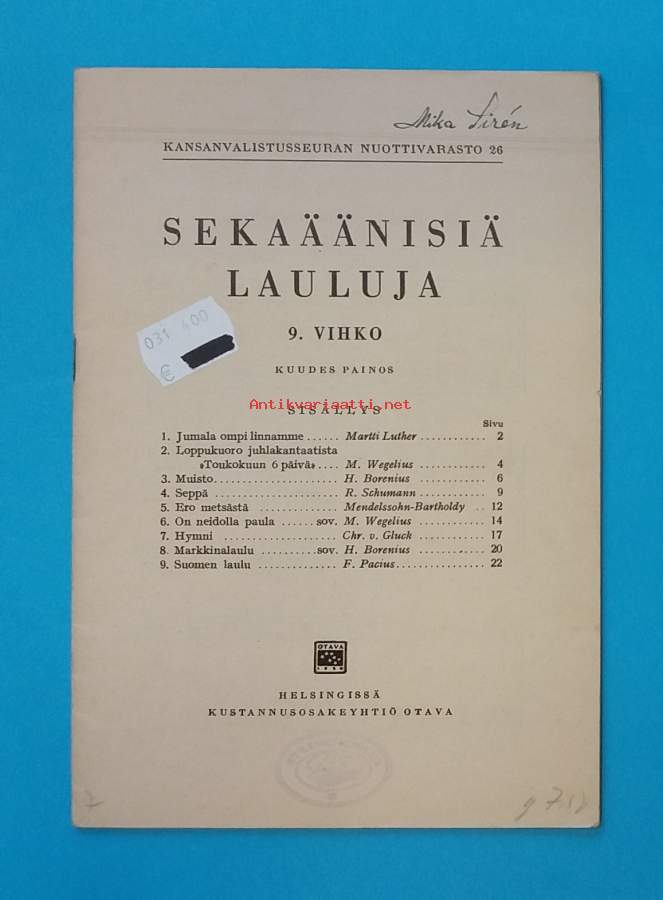 Mika Sirén
KANSANVALISTUSSEURAN NUOTTIVARASTO 26
SEKAÄÄNISIÄ
LAULUJA
031 400
€
9. VIHKO
KUUDES PAINOS
Antikvariaatti.net
SISÄLLYS
Sivu
1. Jumala ompi linnamme ...... Martti Luther ............ 2
2. Loppukuoro juhlakantaatista
»Toukokuun 6 päivä» .... M. Wegelius ............ 4
3. Muisto ...................... H. Borenius ............ 6
4. Seppä ...................... R. Schumann ............ 9
5. Ero metsästä ................ Mendelssohn-Bartholdy .. 12
6. On neidolla paula ...... sov. M. Wegelius ............ 14
7. Hymni .................... Chr. v. Gluck ............ 17
8. Markkinalaulu .......... sov. H. Borenius ............ 20
9. Suomen laulu .............. F. Pacius ................ 22
OTAVA
1890
HELSINGISSÄ
KUSTANNUSOSAKEYHTIÖ OTAVA
7